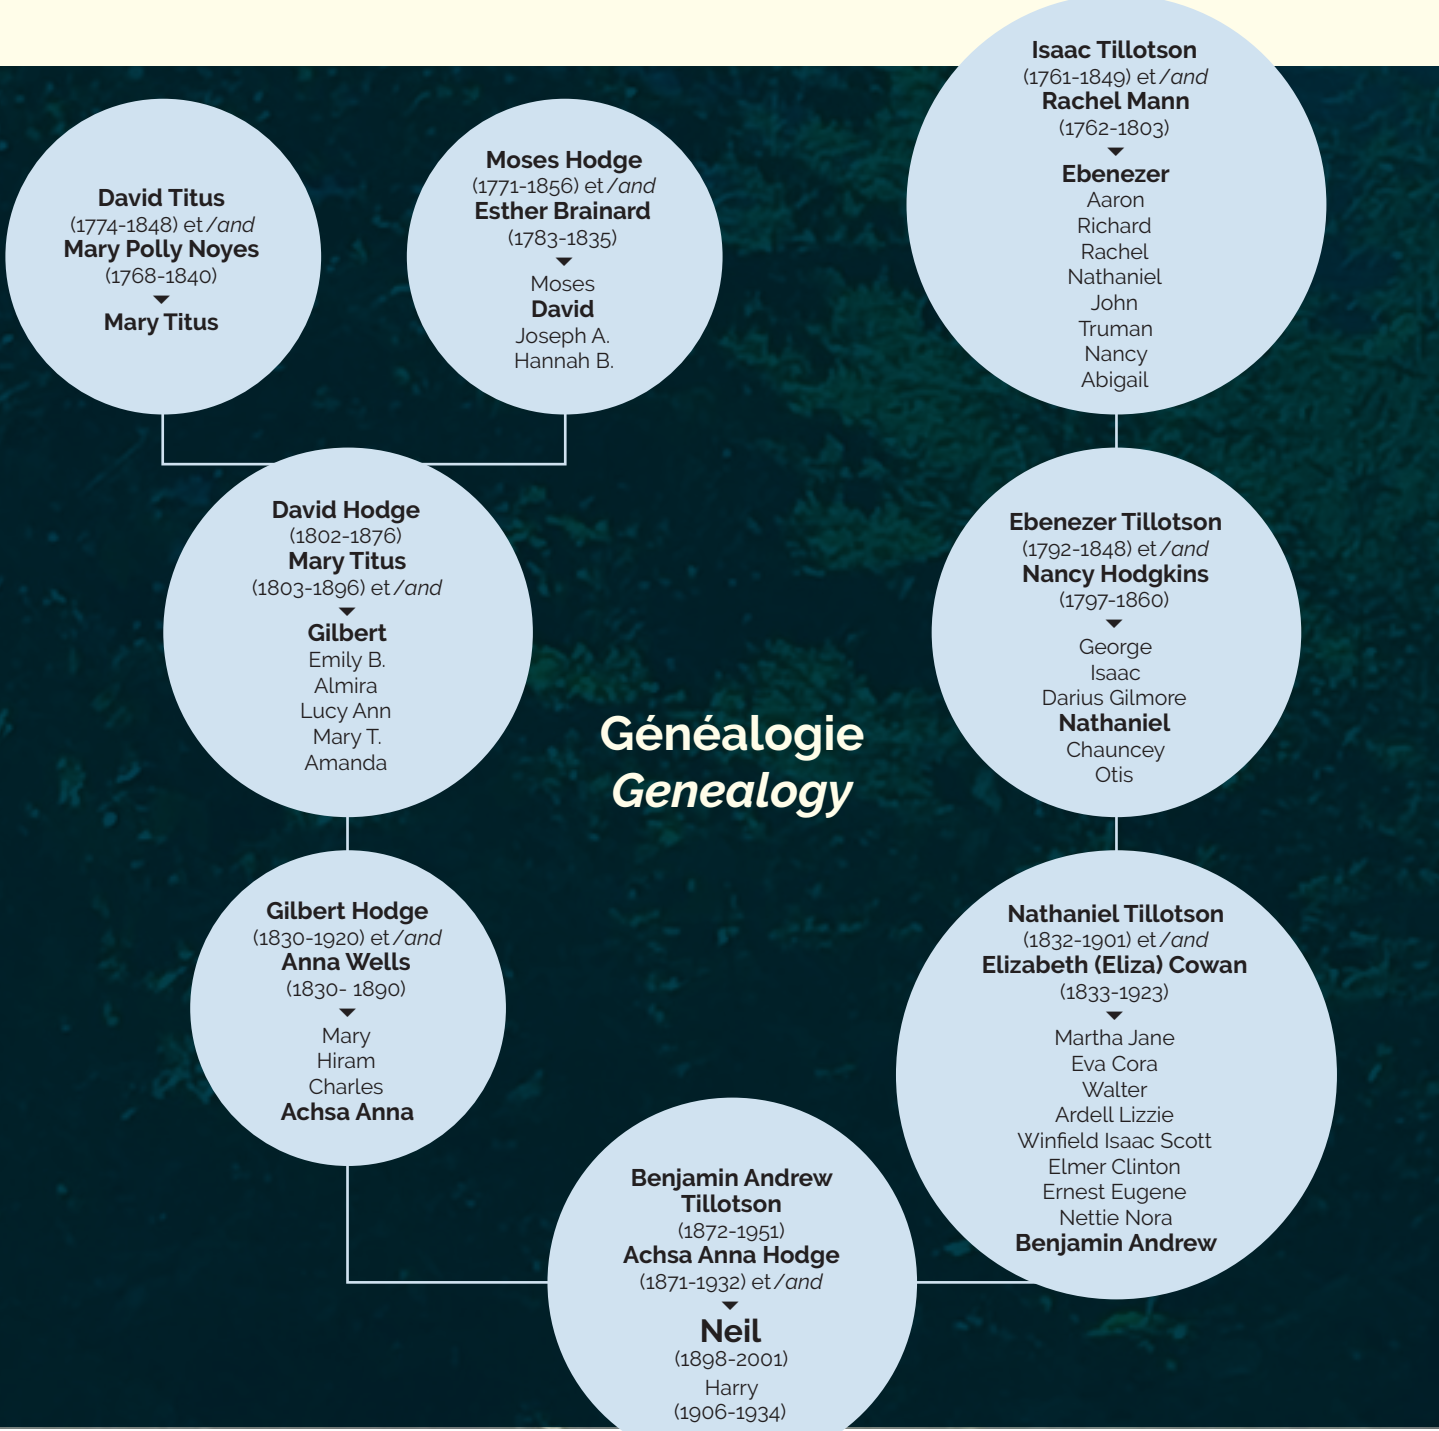 Isaac Tillotson
(1761-1849) et/and
Rachel Mann
(1762-1803)
Ebenezer
Aaron
Richard
Rachel
Nathaniel
John
Truman
Nancy
Abigail
David Titus
(1774-1848) et/and
Mary Polly Noyes
(1768-1840)
Mary Titus
Moses Hodge
(1771-1856) et/and
Esther Brainard
(1783-1835)
Moses
David
Joseph A.
Hannah B.
David Hodge
(1802-1876)
Mary Titus
(1803-1896) et/and
Gilbert
Emily B.
Almira
Lucy Ann
Mary T.
Amanda
Ebenezer Tillotson
(1792-1848) et/and
Nancy Hodgkins
(1797-1860)
George
Isaac
Darius Gilmore
Nathaniel
Chauncey
Otis
Généalogie
Genealogy
Gilbert Hodge
(1830-1920) et/and
Anna Wells
(1830- 1890)
Mary
Hiram
Charles
Achsa Anna
Nathaniel Tillotson
(1832-1901) et/and
Elizabeth (Eliza) Cowan
(1833-1923)
Martha Jane
Eva Cora
Walter
Ardell Lizzie
Winfield Isaac Scott
Elmer Clinton
Ernest Eugene
Nettie Nora
Benjamin Andrew
Benjamin Andrew
Tillotson
(1872-1951)
Achsa Anna Hodge
(1871-1932) et/and
Neil
(1898-2001)
Harry
(1906-1934)